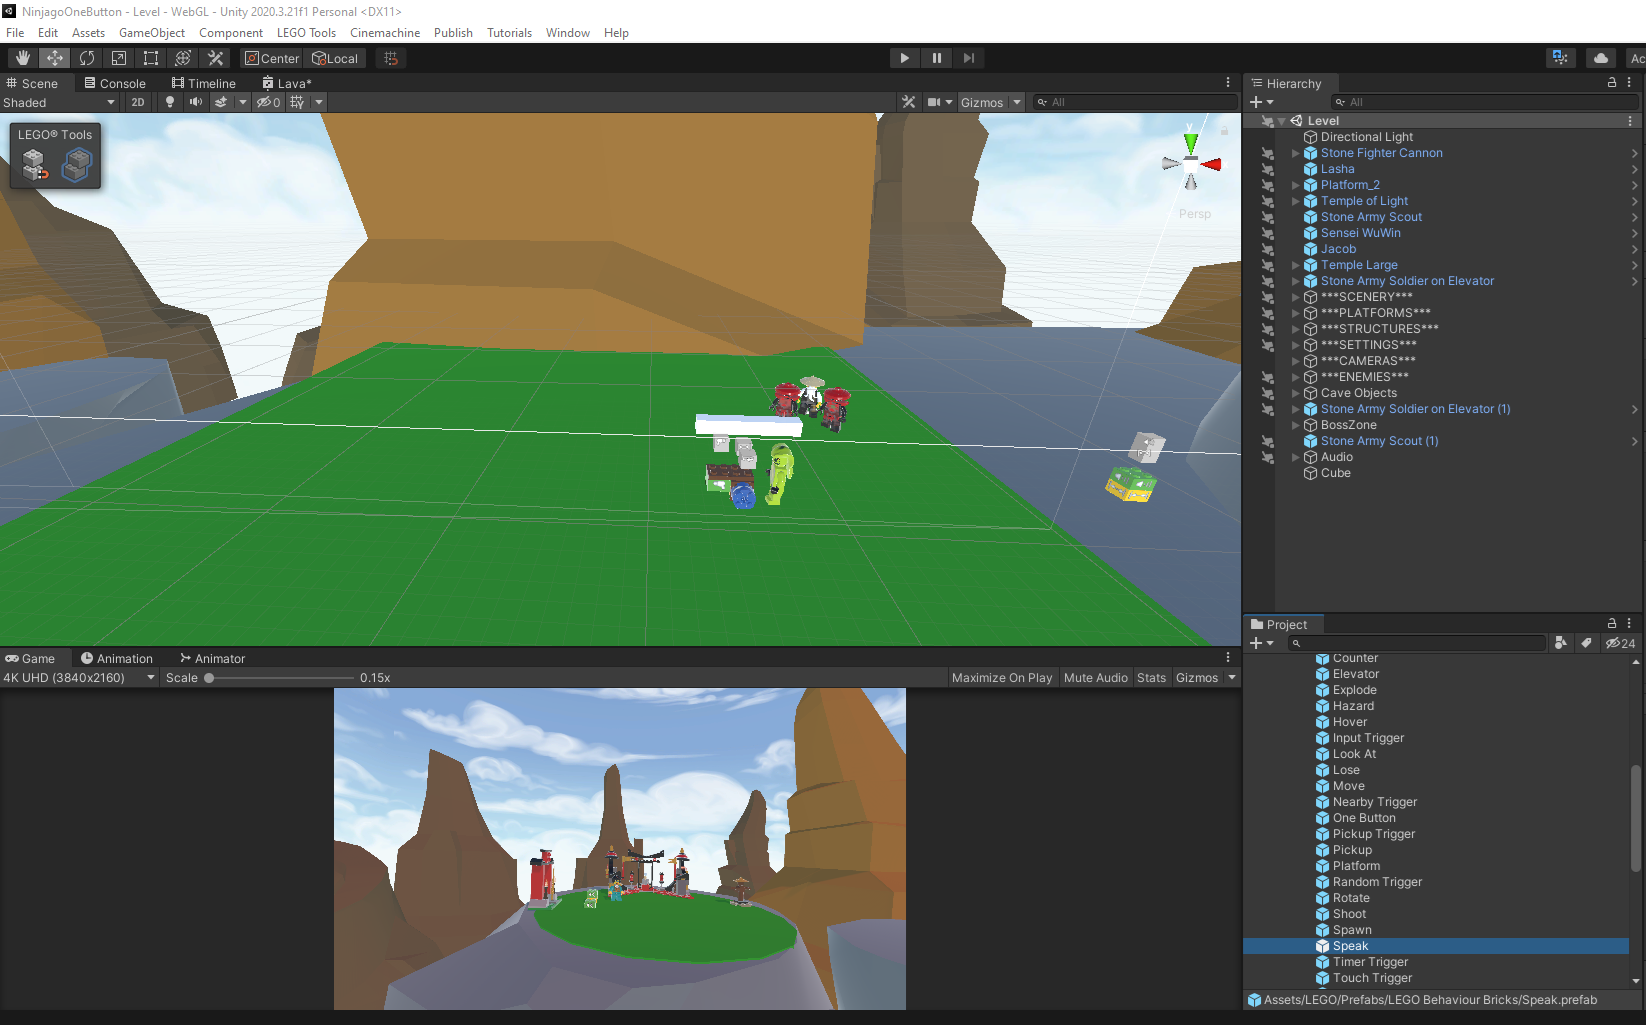 NinjagoOneButton - Level - WebGL - Unity 2020.3.21f1 Personal <DX11>
File Edit Assets GameObject Component LEGO Tools Cinemachine Publish Tutorials Window Help
Center Local Ac
Scene Console Timeline Lava*
Shaded 2D 0 Gizmos All
LEGO® Tools
y
Persp
Hierarchy
All
Level
Directional Light
Stone Fighter Cannon
Lasha
Platform_2
Temple of Light
Stone Army Scout
Sensei WuWin
Jacob
Temple Large
Stone Army Soldier on Elevator
***SCENERY***
***PLATFORMS***
***STRUCTURES***
***SETTINGS***
***CAMERAS***
***ENEMIES***
Cave Objects
Stone Army Soldier on Elevator (1)
BossZone
Stone Army Scout (1)
Audio
Cube
Game Animation Animator
4K UHD (3840x2160) Scale 0.15x Maximize On Play Mute Audio Stats Gizmos
Project
24
Counter
Elevator
Explode
Hazard
Hover
Input Trigger
Look At
Lose
Move
Nearby Trigger
One Button
Pickup Trigger
Pickup
Platform
Random Trigger
Rotate
Shoot
Spawn
Speak
Timer Trigger
Touch Trigger
Assets/LEGO/Prefabs/LEGO Behaviour Bricks/Speak.prefab